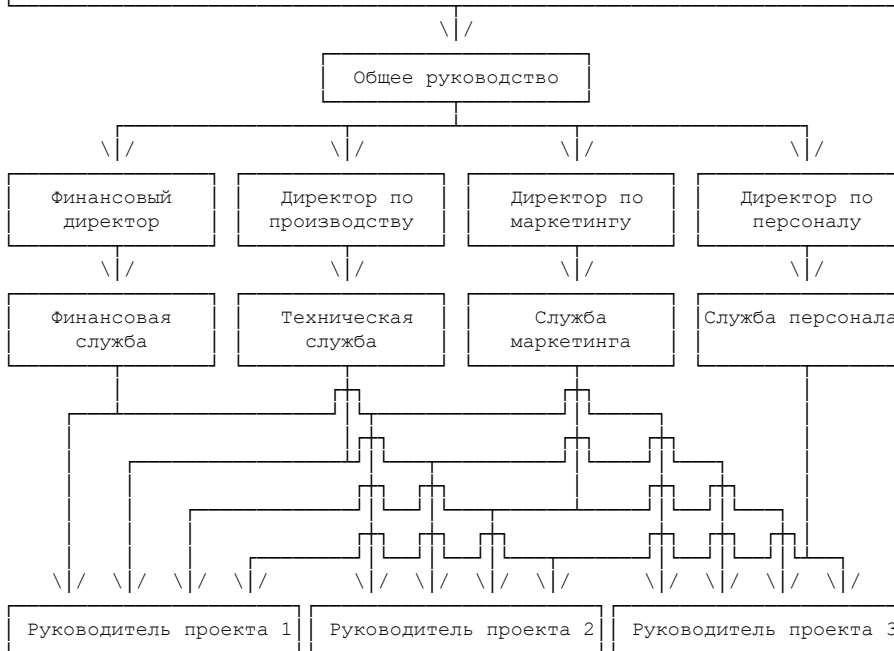 Общее руководство
Финансовый Директор по Директор по Директор по
директор производству маркетингу персоналу
Финансовая Техническая Служба Служба персонала
служба служба маркетинга
Руководитель проекта 1 Руководитель проекта 2 Руководитель проекта 3